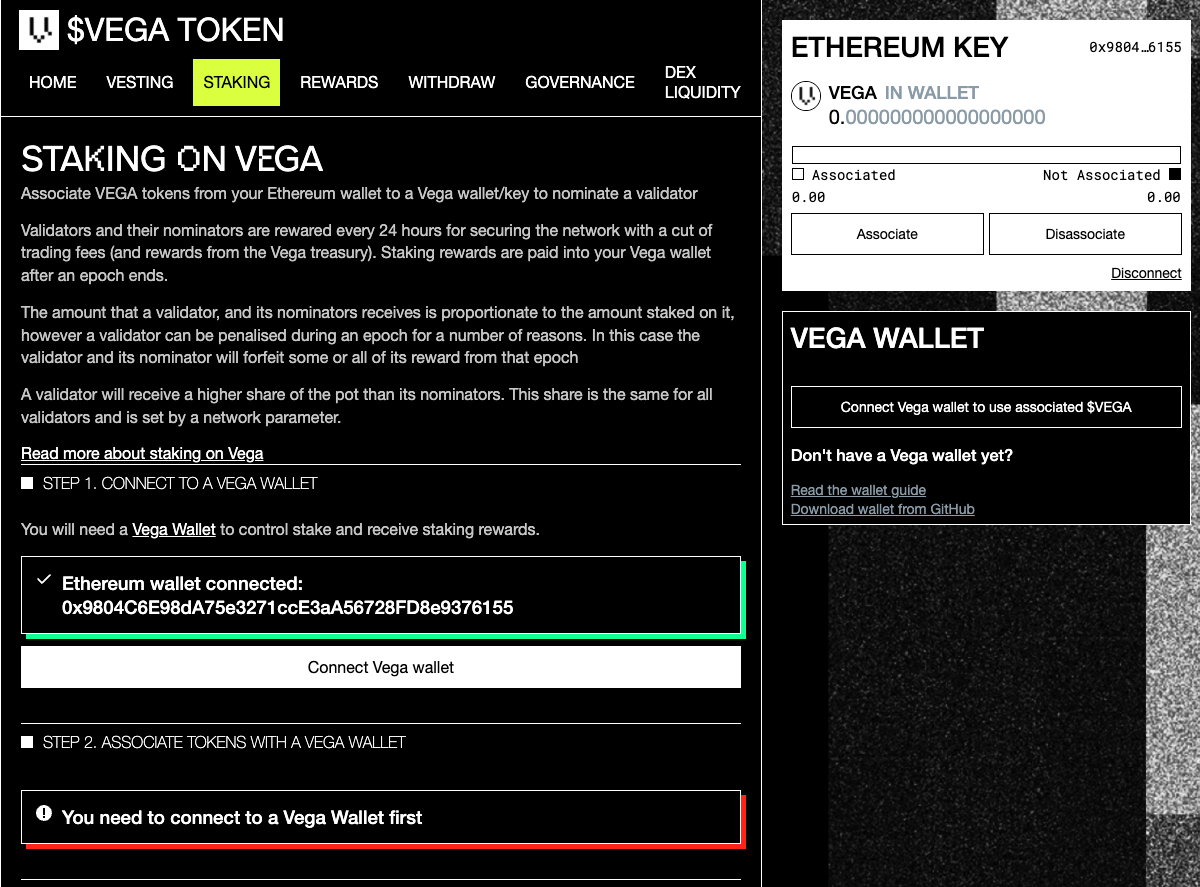 $VEGA TOKEN
HOME
VESTING
STAKING
REWARDS
WITHDRAW
GOVERNANCE
DEX
LIQUIDITY
STAKING ON VEGA
Associate VEGA tokens from your Ethereum wallet to a Vega wallet/key to nominate a validator
Validators and their nominators are rewared every 24 hours for securing the network with a cut of
trading fees (and rewards from the Vega treasury). Staking rewards are paid into your Vega wallet
after an epoch ends.
The amount that a validator, and its nominators receives is proportionate to the amount staked on it,
however a validator can be penalised during an epoch for a number of reasons. In this case the
validator and its nominator will forfeit some or all of its reward from that epoch
A validator will receive a higher share of the pot than its nominators. This share is the same for all
validators and is set by a network parameter.
Read more about staking on Vega
STEP 1. CONNECT TO A VEGA WALLET
You will need a Vega Wallet to control stake and receive staking rewards.
Ethereum wallet connected:
0x9804C6E98dA75e3271ccE3aA56728FD8e9376155
Connect Vega wallet
STEP 2. ASSOCIATE TOKENS WITH A VEGA WALLET
You need to connect to a Vega Wallet first
ETHEREUM KEY
0x9804…6155
VEGA IN WALLET
0.000000000000000000
Associated
Not Associated
0.00
0.00
Associate
Disassociate
Disconnect
VEGA WALLET
Connect Vega wallet to use associated $VEGA
Don't have a Vega wallet yet?
Read the wallet guide
Download wallet from GitHub